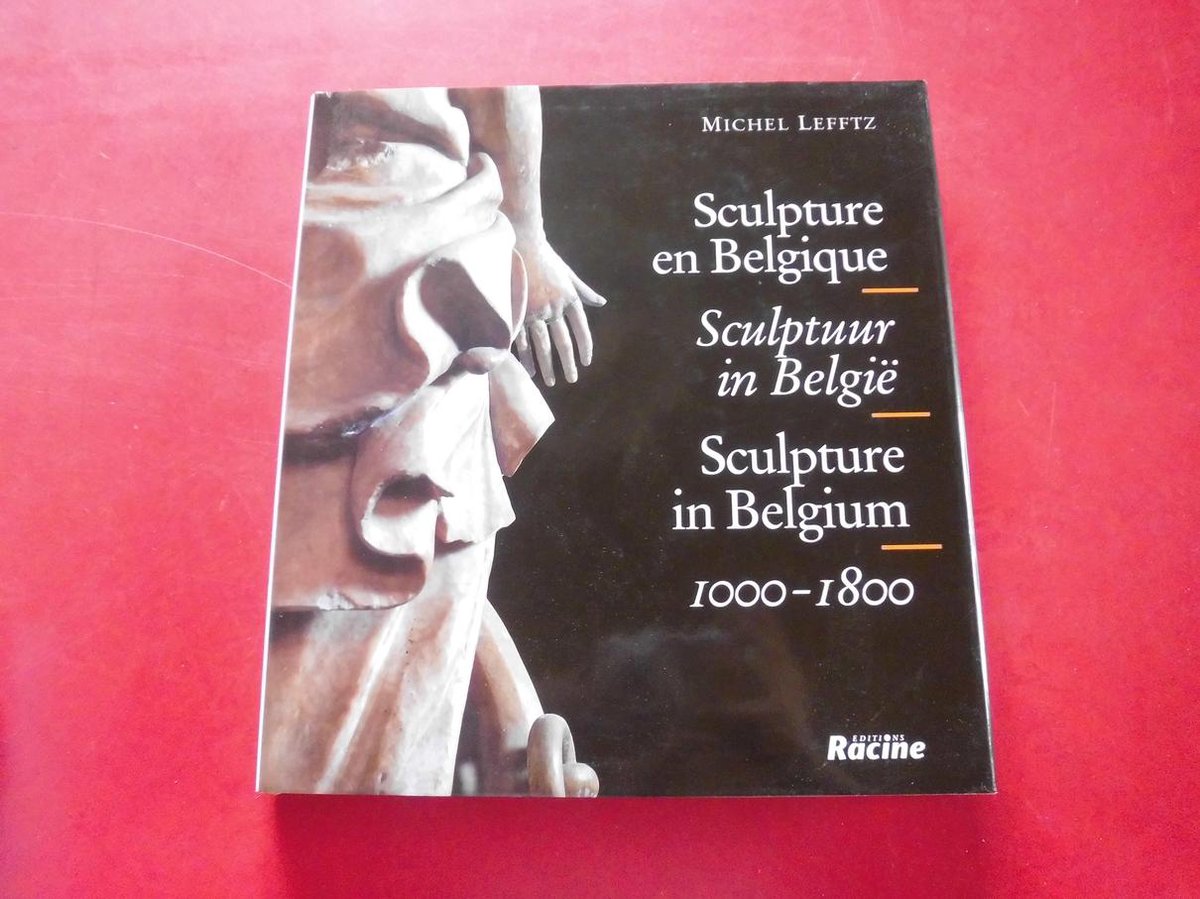 MICHEL LEFFTZ
Sculpture
en Belgique
Sculptuur
in België
Sculpture
in Belgium
1000-1800
EDITIONS
Racine